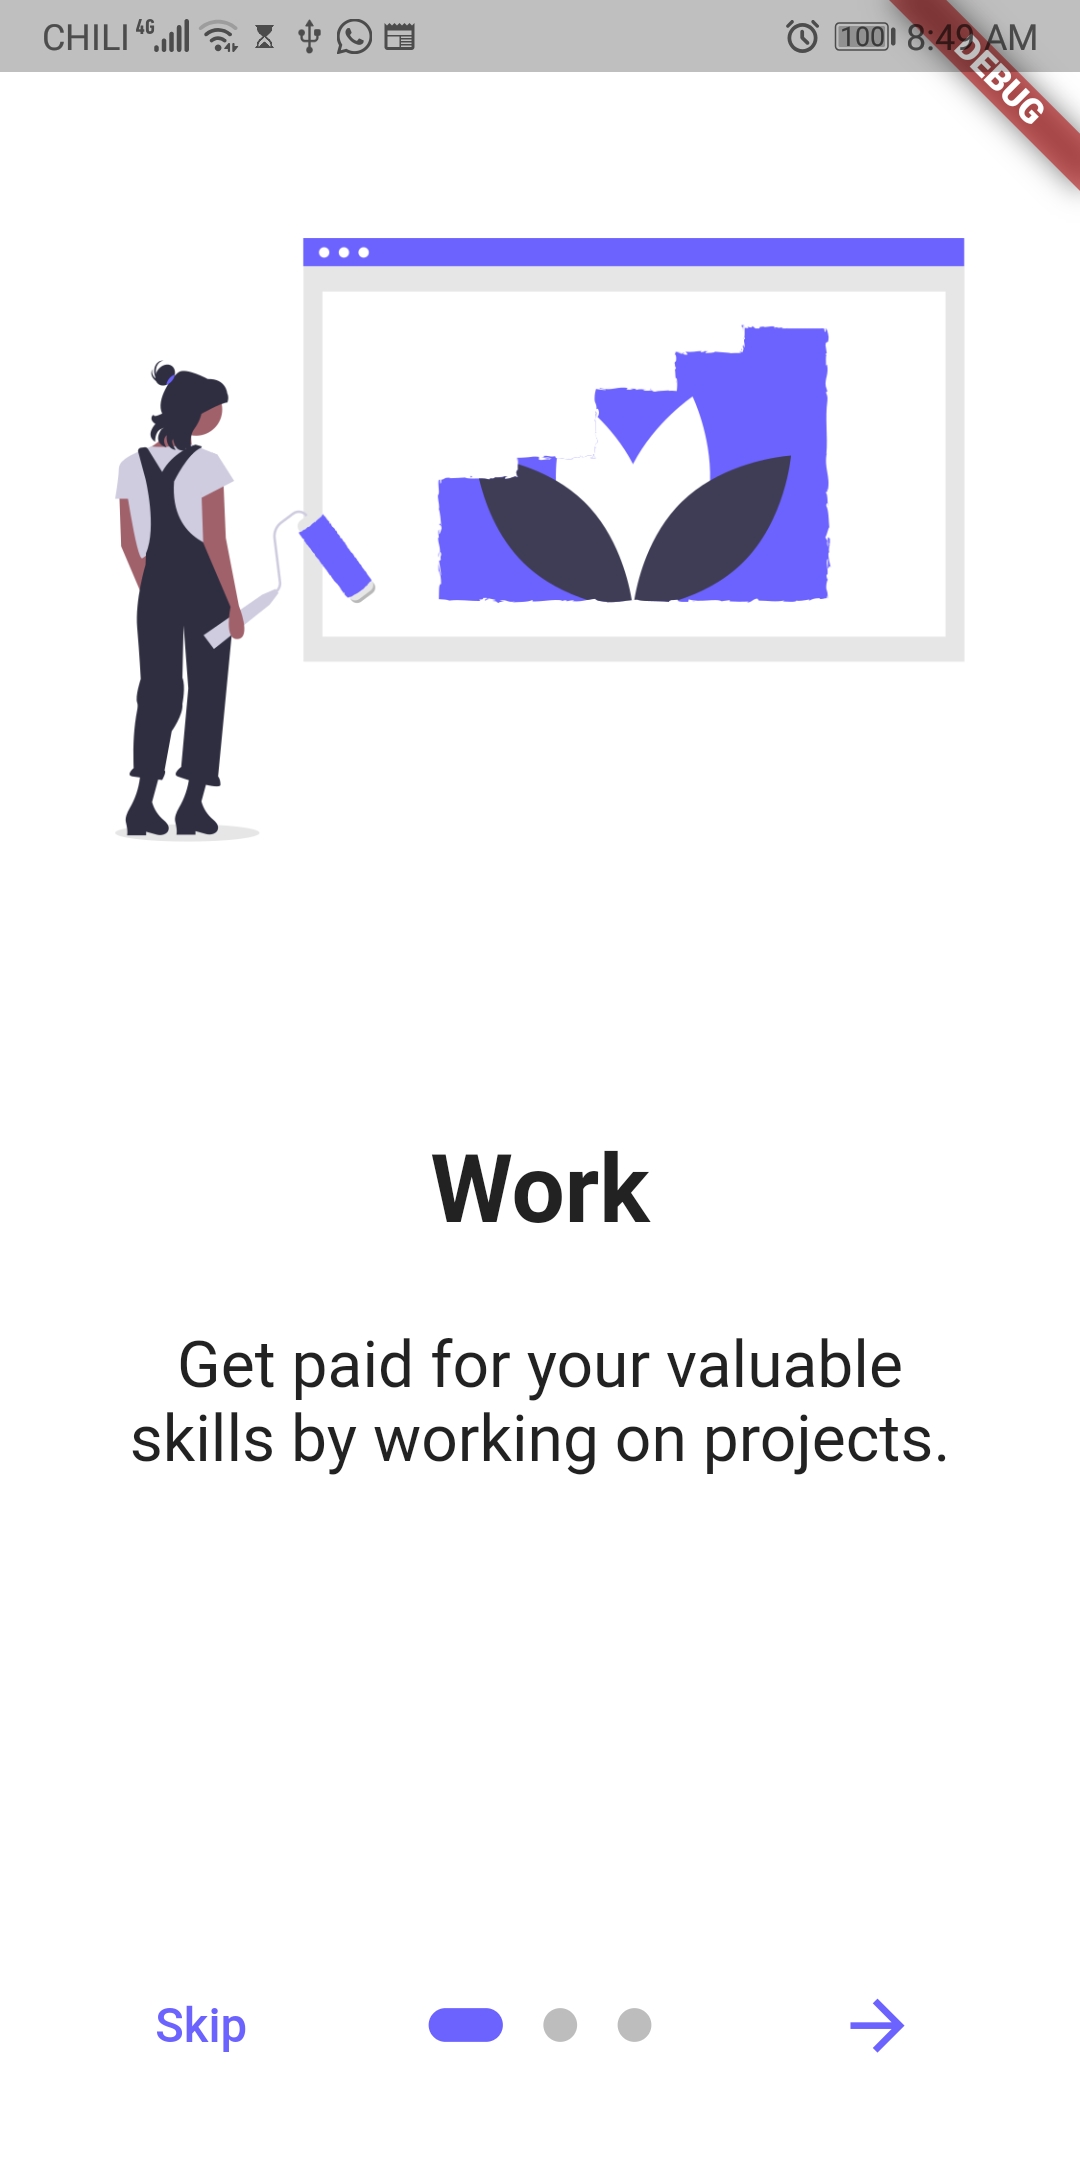 CHILI 4G 100 8:49 AM
DEBUG
Work
Get paid for your valuable
skills by working on projects.
Skip